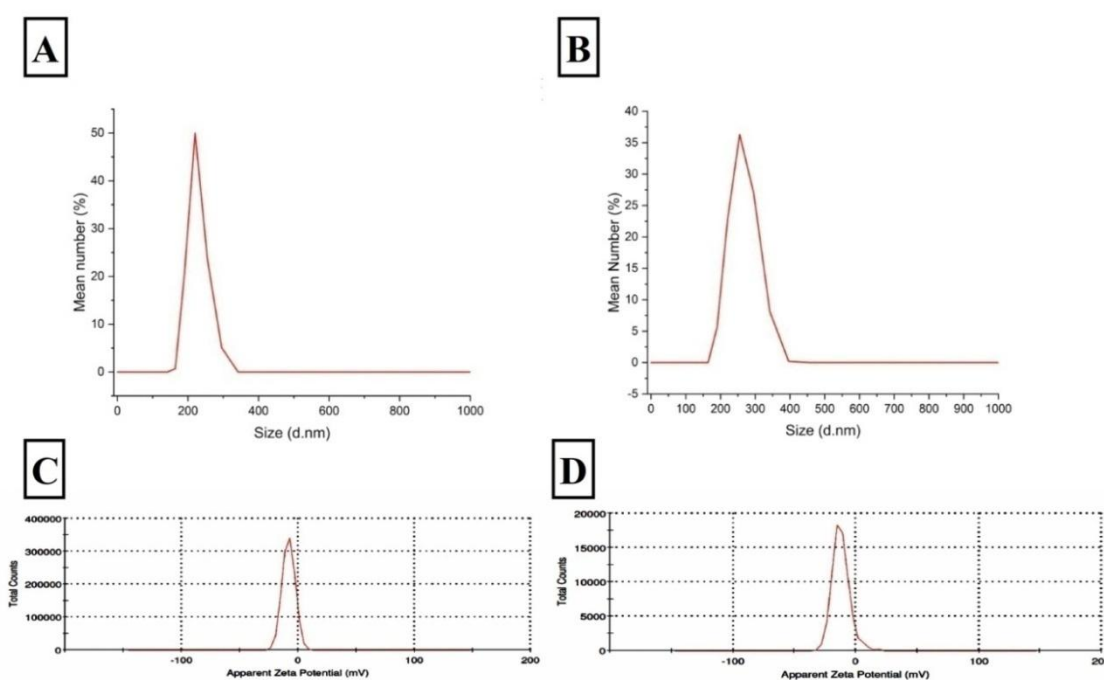 A
B
50
40
30
20
10
0
Mean number (%)
0 200 400 600 800 1000
Size (d.nm)
40
35
30
25
20
15
10
5
0
-5
Mean Number (%)
0 100 200 300 400 500 600 700 800 900 1000
Size (d.nm)
C
D
400000
300000
200000
100000
0
Total Counts
-100 0 100 200
Apparent Zeta Potential (mV)
20000
15000
10000
5000
0
Total Counts
-100 0 100 200
Apparent Zeta Potential (mV)